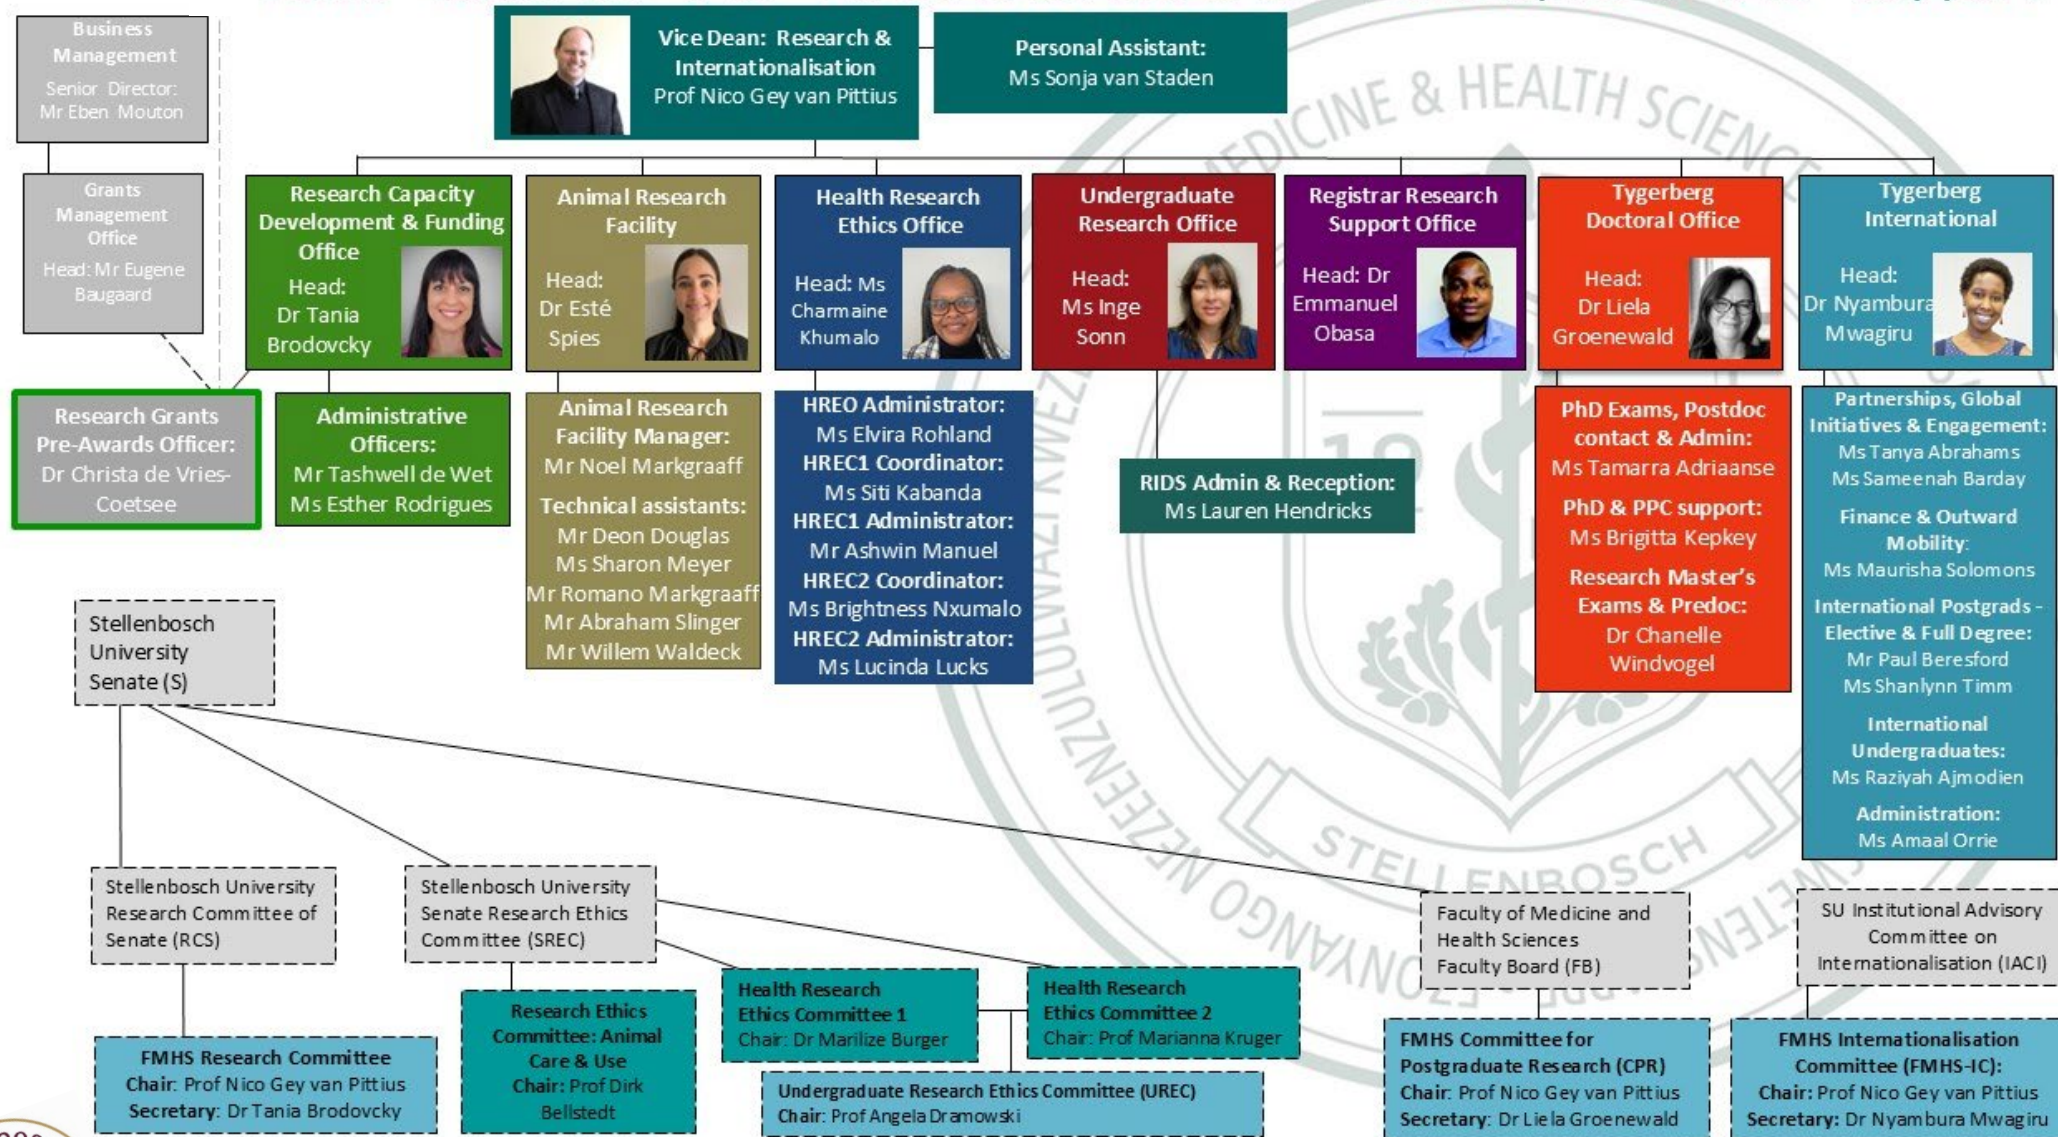 Business
Management
Senior Director:
Mr Eben Mouton
Vice Dean: Research &
Internationalisation
Prof Nico Gey van Pittius
Personal Assistant:
Ms Sonja van Staden
Grants
Management
Office
Head: Mr Eugene
Baugaard
Research Capacity
Development & Funding
Office
Head:
Dr Tania
Brodovcky
Animal Research
Facility
Head:
Dr Esté
Spies
Health Research
Ethics Office
Head: Ms
Charmaine
Khumalo
Undergraduate
Research Office
Head:
Ms Inge
Sonn
Registrar Research
Support Office
Head: Dr
Emmanuel
Obasa
Tygerberg
Doctoral Office
Head:
Dr Liela
Groenewald
Tygerberg
International
Head:
Dr Nyambura
Mwagiru
Research Grants
Pre-Awards Officer:
Dr Christa de Vries-
Coetsee
Administrative
Officers:
Mr Tashwell de Wet
Ms Esther Rodrigues
Animal Research
Facility Manager:
Mr Noel Markgraaff
Technical assistants:
Mr Deon Douglas
Ms Sharon Meyer
Mr Romano Markgraaff
Mr Abraham Slinger
Mr Willem Waldeck
HREO Administrator:
Ms Elvira Rohland
HREC1 Coordinator:
Ms Siti Kabanda
HREC1 Administrator:
Mr Ashwin Manuel
HREC2 Coordinator:
Ms Brightness Nxumalo
HREC2 Administrator:
Ms Lucinda Lucks
RIDS Admin & Reception:
Ms Lauren Hendricks
PhD Exams, Postdoc
contact & Admin:
Ms Tamarra Adriaanse
PhD & PPC support:
Ms Brigitta Kepkey
Research Master's
Exams & Predoc:
Dr Chanelle
Windvogel
Partnerships, Global
Initiatives & Engagement:
Ms Tanya Abrahams
Ms Sameenah Barday
Finance & Outward
Mobility:
Ms Maurisha Solomons
International Postgrads -
Elective & Full Degree:
Mr Paul Beresford
Ms Shanlynn Timm
International
Undergraduates:
Ms Raziyah Ajmodien
Administration:
Ms Amaal Orrie
Stellenbosch
University
Senate (S)
Stellenbosch University
Research Committee of
Senate (RCS)
Stellenbosch University
Senate Research Ethics
Committee (SREC)
Faculty of Medicine and
Health Sciences
Faculty Board (FB)
SU Institutional Advisory
Committee on
Internationalisation (IACI)
FMHS Research Committee
Chair: Prof Nico Gey van Pittius
Secretary: Dr Tania Brodovcky
Research Ethics
Committee: Animal
Care & Use
Chair: Prof Dirk
Bellstedt
Health Research
Ethics Committee 1
Chair: Dr Marilize Burger
Health Research
Ethics Committee 2
Chair: Prof Marianna Kruger
Undergraduate Research Ethics Committee (UREC)
Chair: Prof Angela Dramowski
FMHS Committee for
Postgraduate Research (CPR)
Chair: Prof Nico Gey van Pittius
Secretary: Dr Liela Groenewald
FMHS Internationalisation
Committee (FMHS-IC):
Chair: Prof Nico Gey van Pittius
Secretary: Dr Nyambura Mwagiru
MEDICINE & HEALTH SCIENCE
STELLENBOSCH